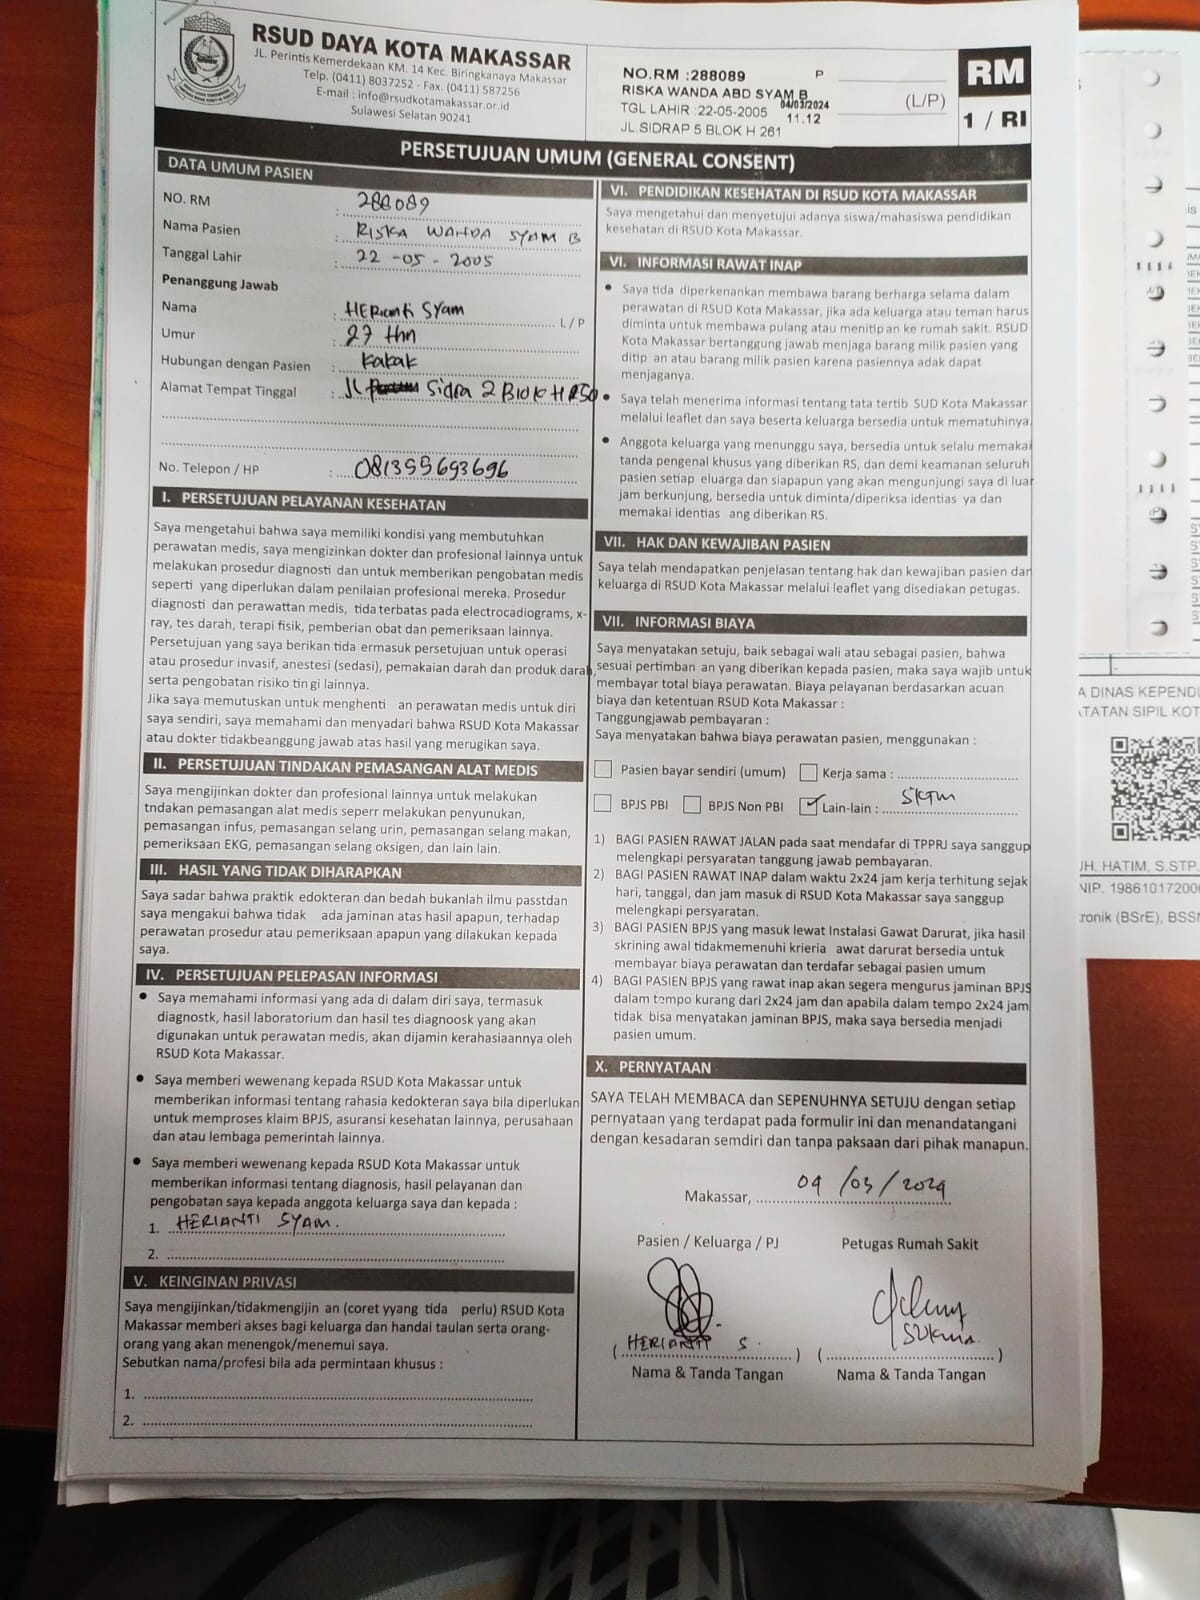 RSUD DAYA KOTA MAKASSAR
JL. Perintis Kemerdekaan KM. 14 Kec. Biringkanaya Makassar
Telp. (0411) 8037252 - Fax. (0411) 587256
E-mail : info@rsudkotamakassar.or.id
Sulawesi Selatan 90241
NO.RM :288089 P
RISKA WANDA ABD SYAM B
TGL LAHIR :22-05-2005 04/03/2024
11.12
JL.SIDRAP 5 BLOK H 261
(L/P)
RM
1 / RI
PERSETUJUAN UMUM (GENERAL CONSENT)
DATA UMUM PASIEN
NO. RM : 288089
Nama Pasien : RISKA WANDA SYAM B
Tanggal Lahir : 22 -05 - 2005
Penanggung Jawab
Nama : HERianti SYam L / P
Umur : 27 thn
Hubungan dengan Pasien : Kakak
Alamat Tempat Tinggal : JL Sidra 2 Blok H
No. Telepon / HP : 081355693696
I. PERSETUJUAN PELAYANAN KESEHATAN
Saya mengetahui bahwa saya memiliki kondisi yang membutuhkan
perawatan medis, saya mengizinkan dokter dan profesional lainnya untuk
melakukan prosedur diagnosti dan untuk memberikan pengobatan medis
seperti yang diperlukan dalam penilaian profesional mereka. Prosedur
diagnosti dan perawattan medis, tida terbatas pada electrocadiograms, x-
ray, tes darah, terapi fisik, pemberian obat dan pemeriksaan lainnya.
Persetujuan yang saya berikan tida ermasuk persetujuan untuk operasi
atau prosedur invasif, anestesi (sedasi), pemakaian darah dan produk darah,
serta pengobatan risiko tin gi lainnya.
Jika saya memutuskan untuk menghenti an perawatan medis untuk diri
saya sendiri, saya memahami dan menyadari bahwa RSUD Kota Makassar
atau dokter tidakbeanggung jawab atas hasil yang merugikan saya.
II. PERSETUJUAN TINDAKAN PEMASANGAN ALAT MEDIS
Saya mengijinkan dokter dan profesional lainnya untuk melakukan
tndakan pemasangan alat medis seperr melakukan penyunukan,
pemasangan infus, pemasangan selang urin, pemasangan selang makan,
pemeriksaan EKG, pemasangan selang oksigen, dan lain lain.
III. HASIL YANG TIDAK DIHARAPKAN
Saya sadar bahwa praktik edokteran dan bedah bukanlah ilmu passtdan
saya mengakui bahwa tidak ada jaminan atas hasil apapun, terhadap
perawatan prosedur atau pemeriksaan apapun yang dilakukan kepada
saya.
IV. PERSETUJUAN PELEPASAN INFORMASI
• Saya memahami informasi yang ada di dalam diri saya, termasuk
diagnostk, hasil laboratorium dan hasil tes diagnoosk yang akan
digunakan untuk perawatan medis, akan dijamin kerahasiaannya oleh
RSUD Kota Makassar.
• Saya memberi wewenang kepada RSUD Kota Makassar untuk
memberikan informasi tentang rahasia kedokteran saya bila diperlukan
untuk memproses klaim BPJS, asuransi kesehatan lainnya, perusahaan
dan atau lembaga pemerintah lainnya.
• Saya memberi wewenang kepada RSUD Kota Makassar untuk
memberikan informasi tentang diagnosis, hasil pelayanan dan
pengobatan saya kepada anggota keluarga saya dan kepada :
1. HERIANTI SYAM.
2.
V. KEINGINAN PRIVASI
Saya mengijinkan/tidakmengijin an (coret yyang tida perlu) RSUD Kota
Makassar memberi akses bagi keluarga dan handai taulan serta orang-
orang yang akan menengok/menemui saya.
Sebutkan nama/profesi bila ada permintaan khusus :
1.
2.
VI. PENDIDIKAN KESEHATAN DI RSUD KOTA MAKASSAR
Saya mengetahui dan menyetujui adanya siswa/mahasiswa pendidikan
kesehatan di RSUD Kota Makassar.
VI. INFORMASI RAWAT INAP
• Saya tida diperkenankan membawa barang berharga selama dalam
perawatan di RSUD Kota Makassar, jika ada keluarga atau teman harus
diminta untuk membawa pulang atau menitip an ke rumah sakit. RSUD
Kota Makassar bertanggung jawab menjaga barang milik pasien yang
ditip an atau barang milik pasien karena pasiennya adak dapat
menjaganya.
• Saya telah menerima informasi tentang tata tertib SUD Kota Makassar
melalui leaflet dan saya beserta keluarga bersedia untuk mematuhinya.
• Anggota keluarga yang menunggu saya, bersedia untuk selalu memakai
tanda pengenal khusus yang diberikan RS, dan demi keamanan seluruh
pasien setiap eluarga dan siapapun yang akan mengunjungi saya di luar
jam berkunjung, bersedia untuk diminta/diperiksa identias ya dan
memakai identias ang diberikan RS.
VII. HAK DAN KEWAJIBAN PASIEN
Saya telah mendapatkan penjelasan tentang hak dan kewajiban pasien dan
keluarga di RSUD Kota Makassar melalui leaflet yang disediakan petugas.
VII. INFORMASI BIAYA
Saya menyatakan setuju, baik sebagai wali atau sebagai pasien, bahwa
sesuai pertimban an yang diberikan kepada pasien, maka saya wajib untuk
membayar total biaya perawatan. Biaya pelayanan berdasarkan acuan
biaya dan ketentuan RSUD Kota Makassar :
Tanggungjawab pembayaran :
Saya menyatakan bahwa biaya perawatan pasien, menggunakan :
Pasien bayar sendiri (umum) Kerja sama :
BPJS PBI BPJS Non PBI Lain-lain : SKTM
1) BAGI PASIEN RAWAT JALAN pada saat mendafar di TPPRJ saya sanggup
melengkapi persyaratan tanggung jawab pembayaran.
2) BAGI PASIEN RAWAT INAP dalam waktu 2x24 jam kerja terhitung sejak
hari, tanggal, dan jam masuk di RSUD Kota Makassar saya sanggup
melengkapi persyaratan.
3) BAGI PASIEN BPJS yang masuk lewat Instalasi Gawat Darurat, jika hasil
skrining awal tidakmemenuhi krieria awat darurat bersedia untuk
membayar biaya perawatan dan terdafar sebagai pasien umum
4) BAGI PASIEN BPJS yang rawat inap akan segera mengurus jaminan BPJS
dalam tempo kurang dari 2x24 jam dan apabila dalam tempo 2x24 jam
tidak bisa menyatakan jaminan BPJS, maka saya bersedia menjadi
pasien umum.
X. PERNYATAAN
SAYA TELAH MEMBACA dan SEPENUHNYA SETUJU dengan setiap
pernyataan yang terdapat pada formulir ini dan menandatangani
dengan kesadaran semdiri dan tanpa paksaan dari pihak manapun.
Makassar, 04 /03/2024
Pasien / Keluarga / PJ Petugas Rumah Sakit
(HERIANTI S.) (SUKMA)
Nama & Tanda Tangan Nama & Tanda Tangan
A DINAS KEPENDU
TATAN SIPIL KOT
UH. HATIM, S.STP.
NIP. 198610172006
ronik (BSrE), BSSN